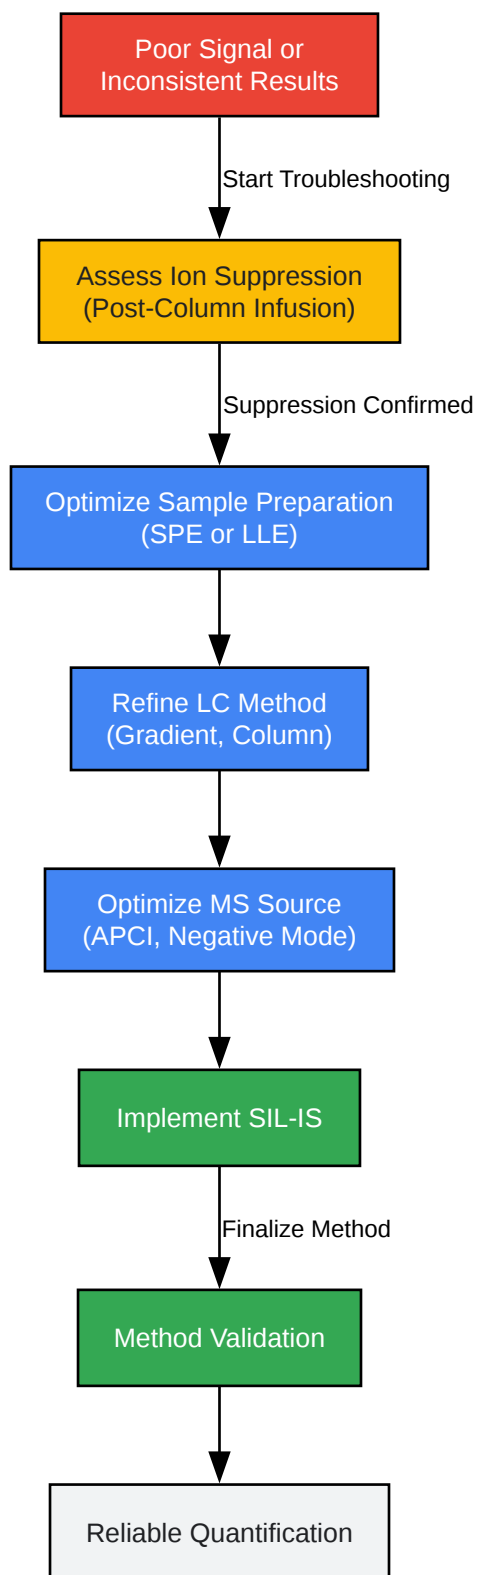 Poor Signal or
Inconsistent Results
Start Troubleshooting
Assess Ion Suppression
(Post-Column Infusion)
Suppression Confirmed
Optimize Sample Preparation
(SPE or LLE)
Refine LC Method
(Gradient, Column)
Optimize MS Source
(APCI, Negative Mode)
Implement SIL-IS
Finalize Method
Method Validation
Reliable Quantification